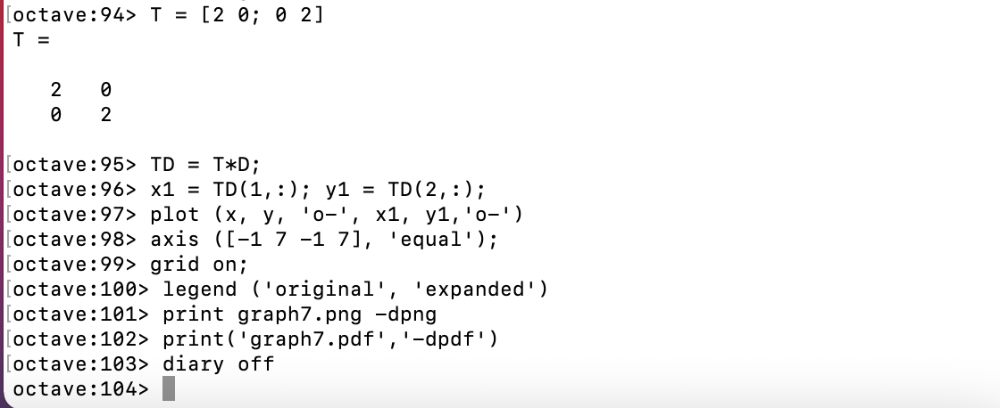 [octave:94> T = [2 0; 0 2]
T =
2 0
0 2
[octave:95> TD = T*D;
[octave:96> x1 = TD(1,:); y1 = TD(2,:);
[octave:97> plot (x, y, 'o-', x1, y1,'o-')
[octave:98> axis ([-1 7 -1 7], 'equal');
[octave:99> grid on;
[octave:100> legend ('original', 'expanded')
[octave:101> print graph7.png -dpng
[octave:102> print('graph7.pdf','-dpdf')
[octave:103> diary off
octave:104>